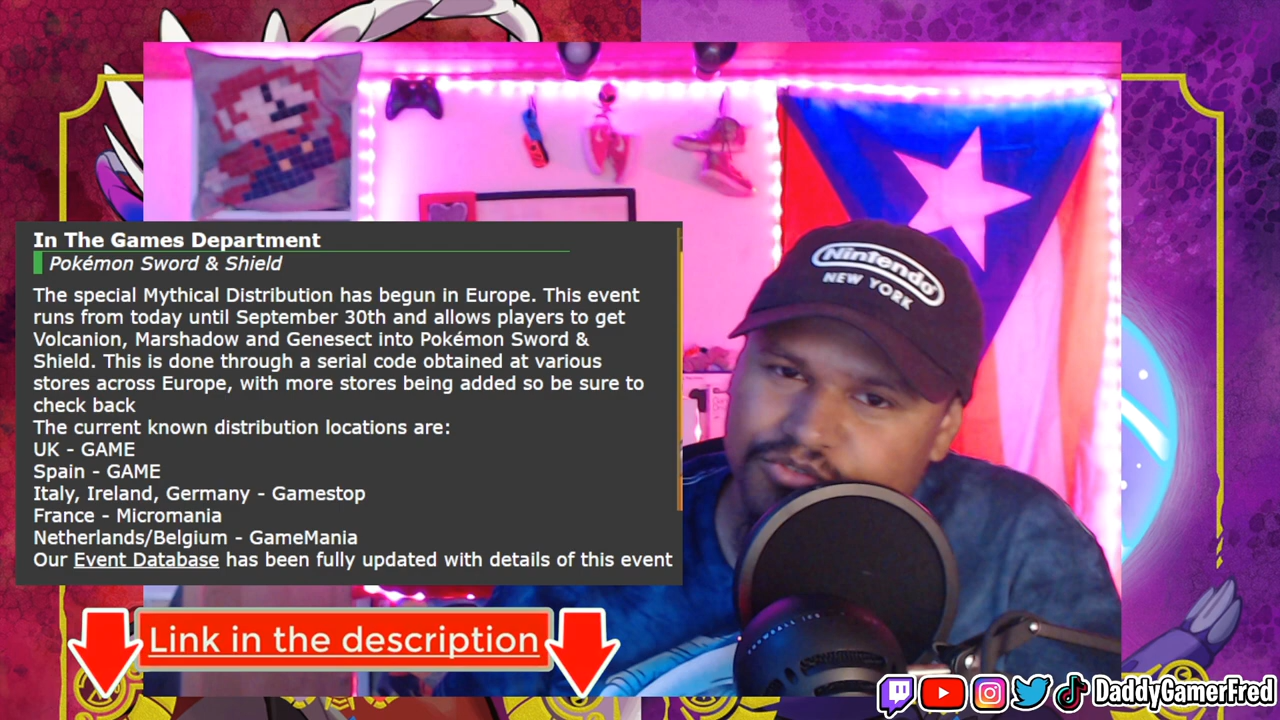 In The Games Department
Pokémon Sword & Shield
The special Mythical Distribution has begun in Europe. This event
runs from today until September 30th and allows players to get
Volcanion, Marshadow and Genesect into Pokémon Sword &
Shield. This is done through a serial code obtained at various
stores across Europe, with more stores being added so be sure to
check back
The current known distribution locations are:
UK - GAME
Spain - GAME
Italy, Ireland, Germany - Gamestop
France - Micromania
Netherlands/Belgium - GameMania
Our Event Database has been fully updated with details of this event
Nintendo
NEW YORK
Link in the description
DaddyGamerFred